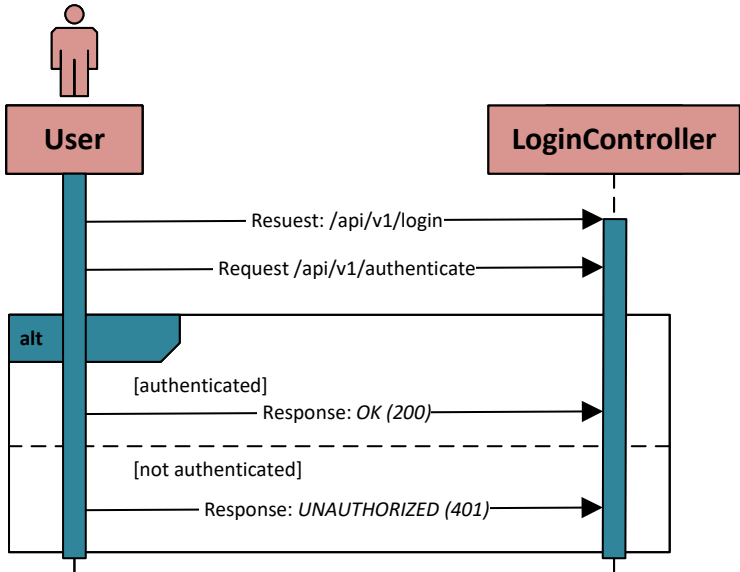 User
LoginController
Resuest: /api/v1/login
Request /api/v1/authenticate
alt
[authenticated]
Response: OK (200)
[not authenticated]
Response: UNAUTHORIZED (401)